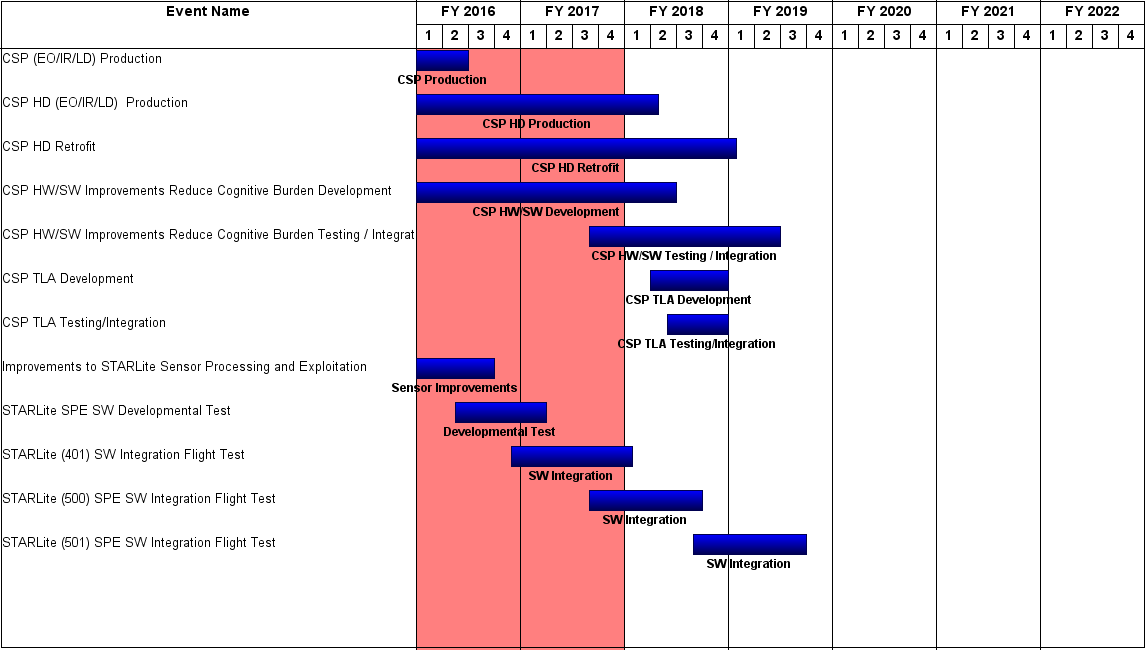 Event Name FY 2016 FY 2017 FY 2018 FY 2019 FY 2020 FY 2021 FY 2022
1 2 3 4 1 2 3 4 1 2 3 4 1 2 3 4 1 2 3 4 1 2 3 4 1 2 3 4
CSP (EO/IR/LD) Production
CSP Production
CSP HD (EO/IR/LD)  Production
CSP HD Production
CSP HD Retrofit
CSP HD Retrofit
CSP HW/SW Improvements Reduce Cognitive Burden Development
CSP HW/SW Development
CSP HW/SW Improvements Reduce Cognitive Burden Testing / Integrat
CSP HW/SW Testing / Integration
CSP TLA Development
CSP TLA Development
CSP TLA Testing/Integration
CSP TLA Testing/Integration
Improvements to STARLite Sensor Processing and Exploitation
Sensor Improvements
STARLite SPE SW Developmental Test
Developmental Test
STARLite (401) SW Integration Flight Test
SW Integration
STARLite (500) SPE SW Integration Flight Test
SW Integration
STARLite (501) SPE SW Integration Flight Test
SW Integration